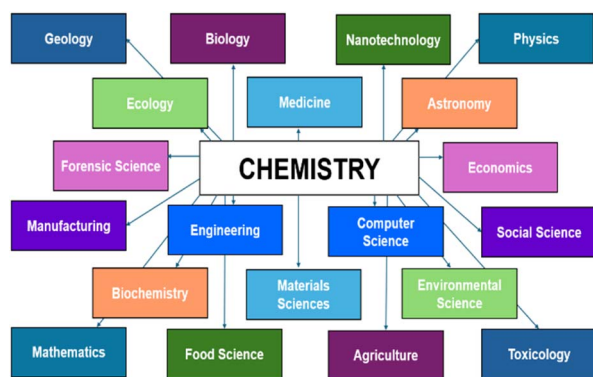 Geology
Biology
Nanotechnology
Physics
Ecology
Medicine
Astronomy
Forensic Science
CHEMISTRY
Economics
Manufacturing
Engineering
Computer
Science
Social Science
Biochemistry
Materials
Sciences
Environmental
Science
Mathematics
Food Science
Agriculture
Toxicology